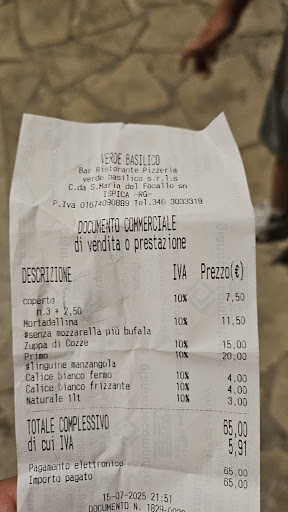 VERDE BASILICO
Bar Ristorante Pizzeria
verde basilico s.r.l.s
C.da S.Maria del Focallo sn
ISPICA -RG-
P.Iva 01674090889 Tel.346 3033319
DOCUMENTO COMMERCIALE
di vendita o prestazione
DESCRIZIONE IVA Prezzo(€)
coperto 10% 7,50
n.3 * 2,50
Mortadellina 10% 11,50
#senza mozzarella più bufala
Zuppa di Cozze 10% 15,00
Primo 10% 20,00
#linguine manzangola
Calice bianco fermo 10% 4,00
Calice bianco frizzante 10% 4,00
Naturale 1lt 10% 3,00
TOTALE COMPLESSIVO 65,00
di cui IVA 5,91
Pagamento elettronico 65,00
Importo pagato 65,00
15-07-2025 21:51
DOCUMENTO N. 1829-